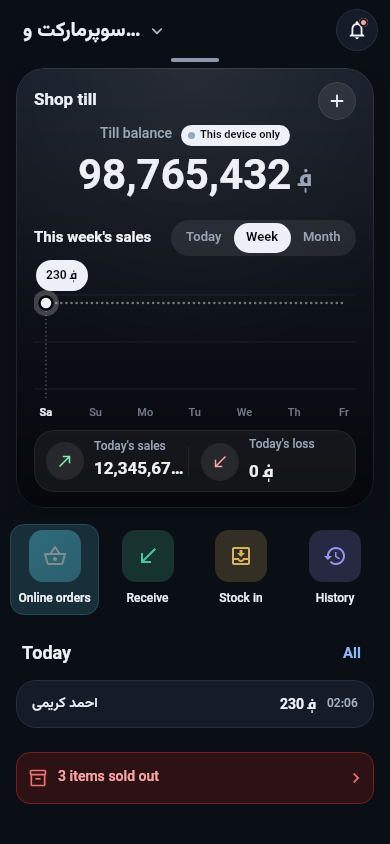 سوپرمارکت و...
Shop till
Till balance
This device only
98,765,432 ؋
This week's sales
Today Week Month
230 ؋
Sa Su Mo Tu We Th Fr
Today's sales
12,345,67...
Today's loss
0 ؋
Online orders
Receive
Stock in
History
Today
All
احمد کریمی
230 ؋
02:06
3 items sold out